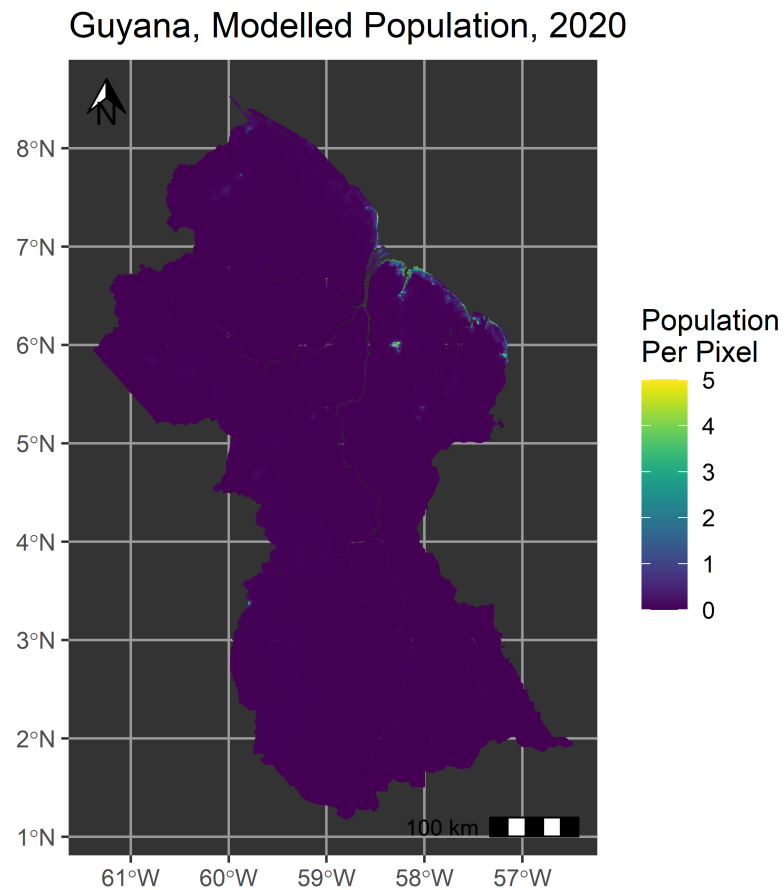 Guyana, Modelled Population, 2020
N
8°N
7°N
6°N
5°N
4°N
3°N
2°N
1°N
100 km
61°W 60°W 59°W 58°W 57°W
Population
Per Pixel
5
4
3
2
1
0